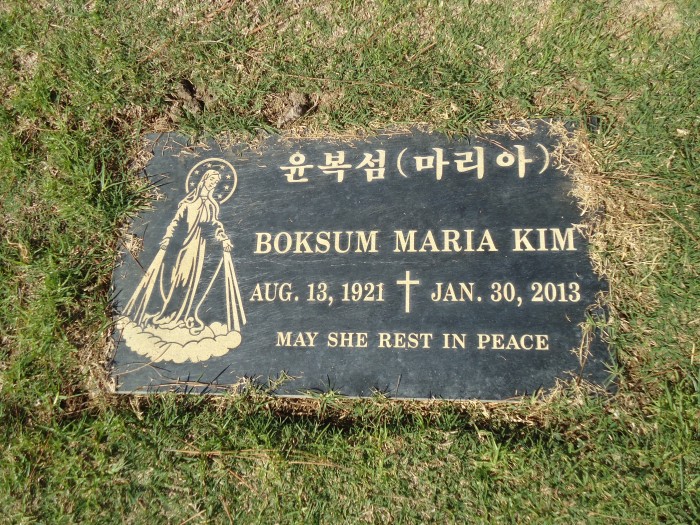 윤복섬(마리아)
BOKSUM MARIA KIM
AUG. 13, 1921 JAN. 30, 2013
MAY SHE REST IN PEACE